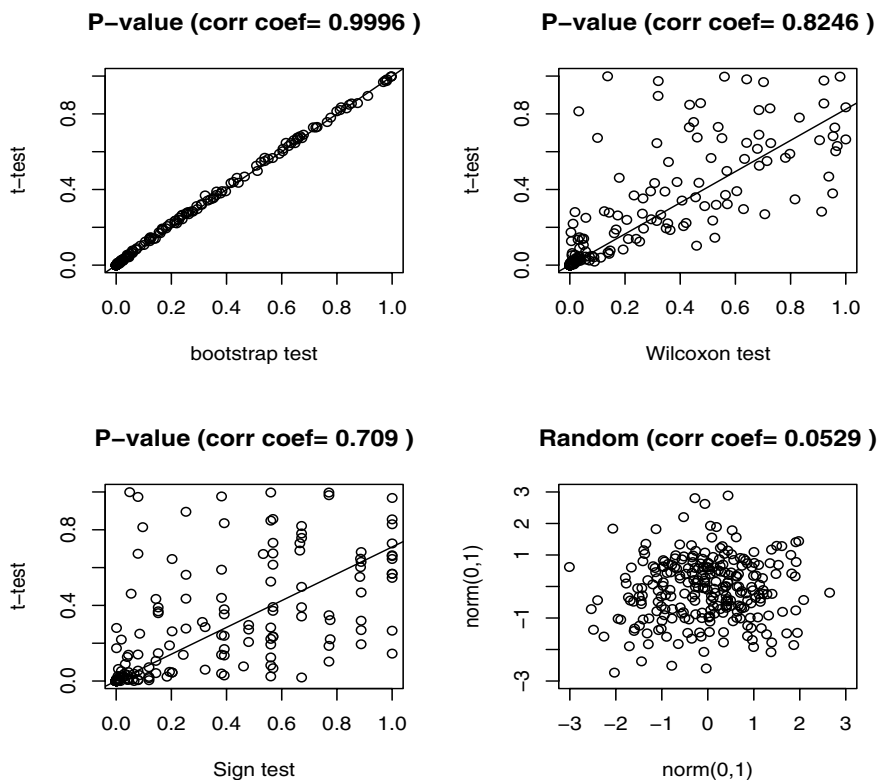 P−value (corr coef= 0.9996 )
t−test
0.0 0.4 0.8
0.0 0.2 0.4 0.6 0.8 1.0
bootstrap test
P−value (corr coef= 0.8246 )
t−test
0.0 0.4 0.8
0.0 0.2 0.4 0.6 0.8 1.0
Wilcoxon test
P−value (corr coef= 0.709 )
t−test
0.0 0.4 0.8
0.0 0.2 0.4 0.6 0.8 1.0
Sign test
Random (corr coef= 0.0529 )
norm(0,1)
−3 −1 1 2 3
−3 −2 −1 0 1 2 3
norm(0,1)